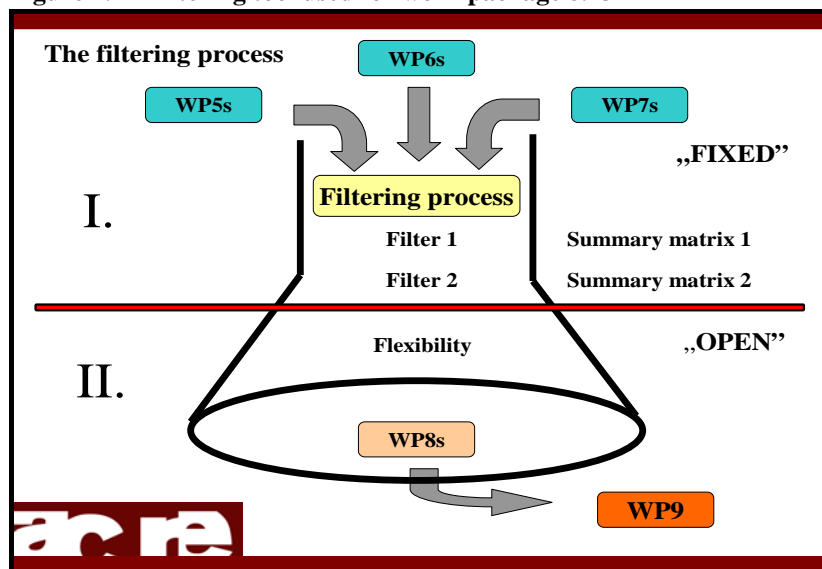 The filtering process
WP6s
WP5s
WP7s
„FIXED”
I.
Filtering process
Filter 1
Summary matrix 1
Filter 2
Summary matrix 2
Flexibility
„OPEN”
II.
WP8s
WP9
acre